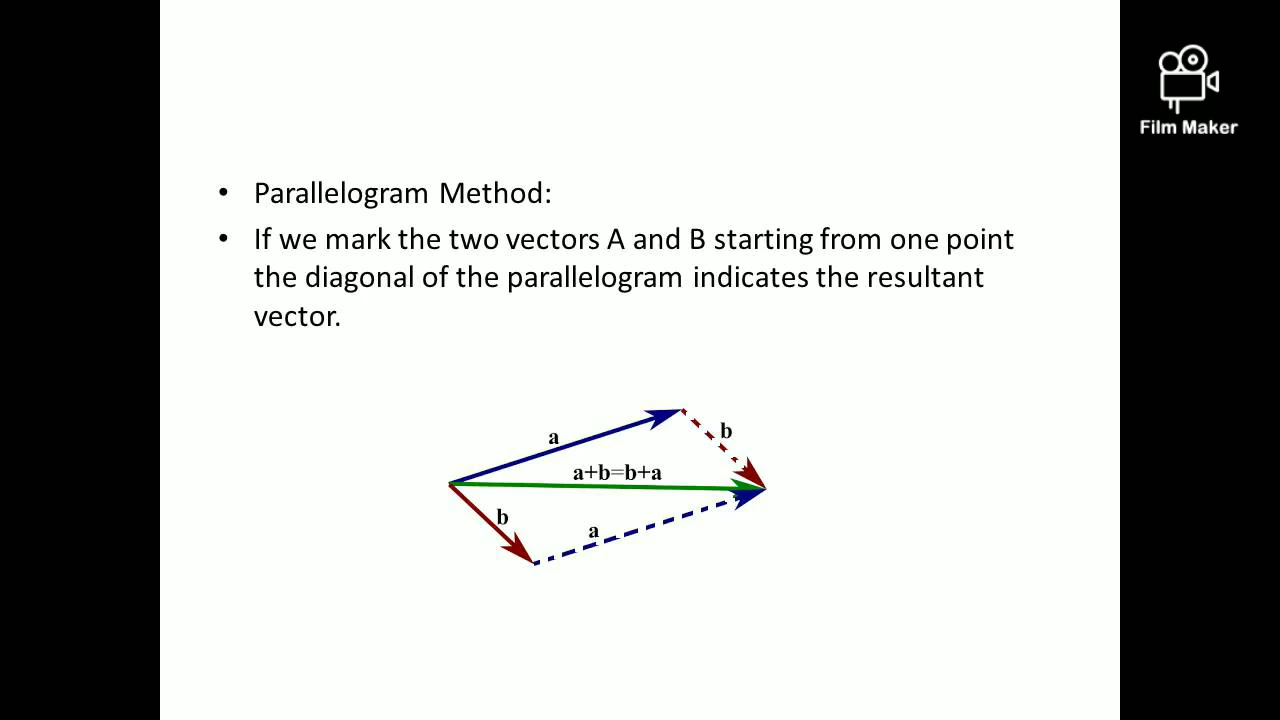 Film Maker
• Parallelogram Method:
• If we mark the two vectors A and B starting from one point
the diagonal of the parallelogram indicates the resultant
vector.
a
b
a+b=b+a
b
a